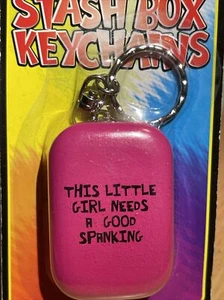 STASH BOX
KEYCHAINS
THIS LITTLE
GIRL NEEDS
A GOOD
SPANKING